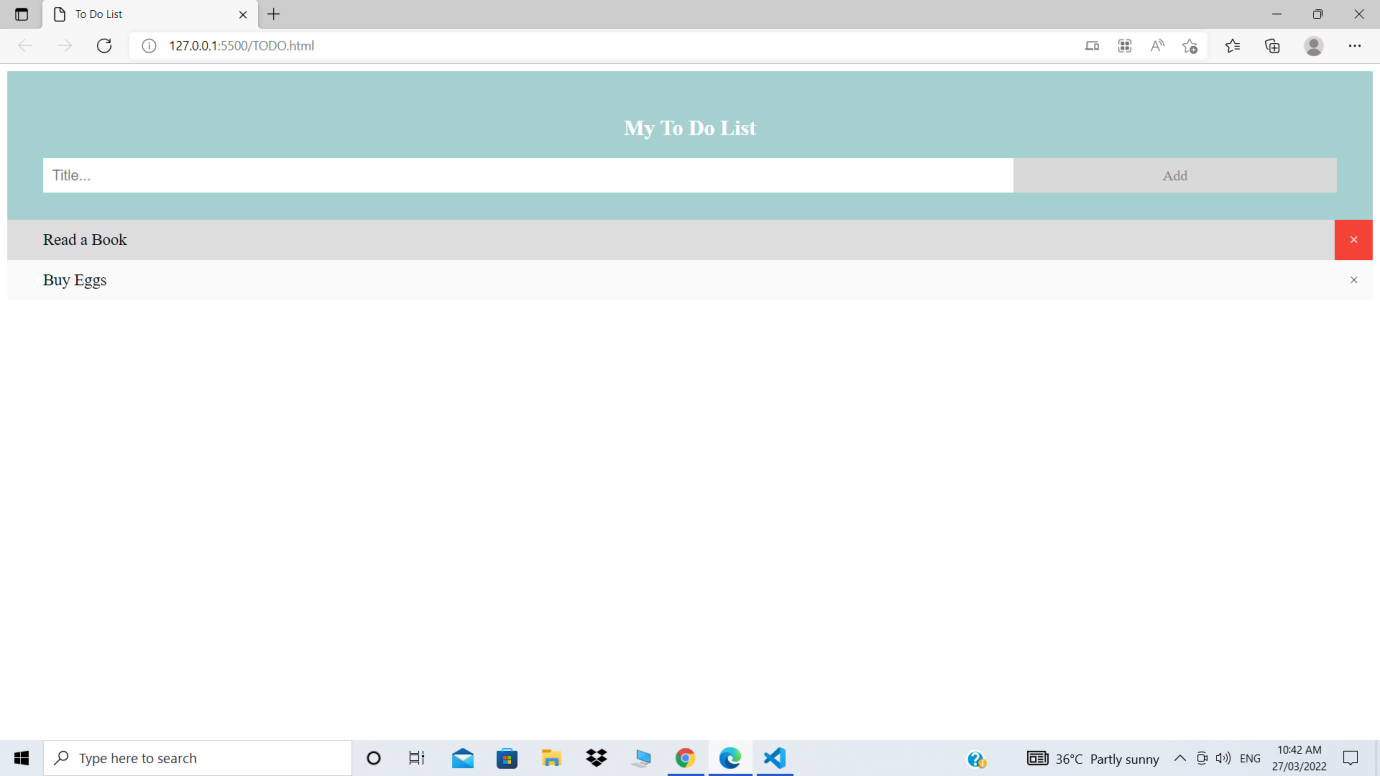 To Do List
127.0.0.1:5500/TODO.html
My To Do List
Title...
Add
Read a Book
×
Buy Eggs
×
Type here to search
36°C Partly sunny
ENG
10:42 AM
27/03/2022